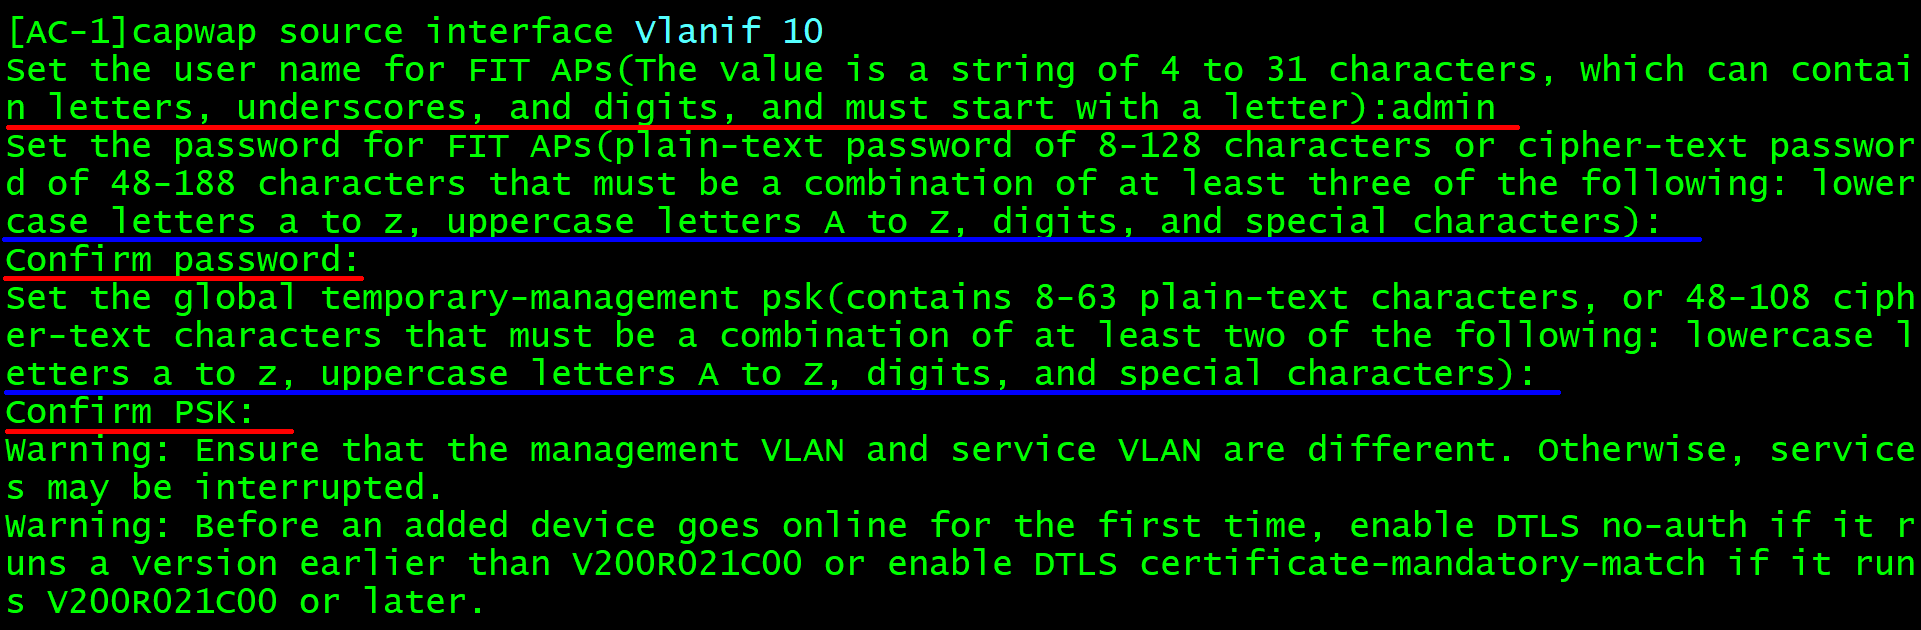 [AC-1]capwap source interface Vlanif 10
Set the user name for FIT APs(The value is a string of 4 to 31 characters, which can contai
n letters, underscores, and digits, and must start with a letter):admin
Set the password for FIT APs(plain-text password of 8-128 characters or cipher-text passwor
d of 48-188 characters that must be a combination of at least three of the following: lower
case letters a to z, uppercase letters A to Z, digits, and special characters):
Confirm password:
Set the global temporary-management psk(contains 8-63 plain-text characters, or 48-108 ciph
er-text characters that must be a combination of at least two of the following: lowercase l
etters a to z, uppercase letters A to Z, digits, and special characters):
Confirm PSK:
Warning: Ensure that the management VLAN and service VLAN are different. Otherwise, service
s may be interrupted.
Warning: Before an added device goes online for the first time, enable DTLS no-auth if it r
uns a version earlier than V200R021C00 or enable DTLS certificate-mandatory-match if it run
s V200R021C00 or later.